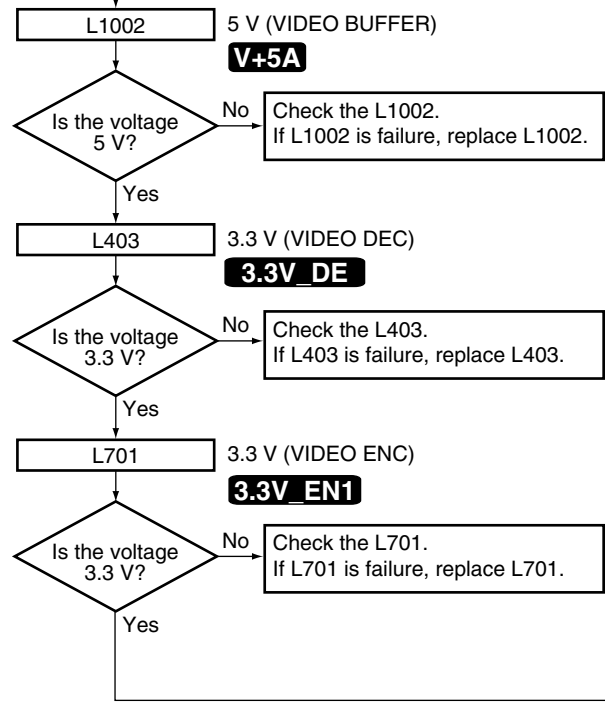 L1002
5 V (VIDEO BUFFER)
V+5A
Is the voltage
5 V?
No
Check the L1002.
If L1002 is failure, replace L1002.
Yes
L403
3.3 V (VIDEO DEC)
3.3V_DE
Is the voltage
3.3 V?
No
Check the L403.
If L403 is failure, replace L403.
Yes
L701
3.3 V (VIDEO ENC)
3.3V_EN1
Is the voltage
3.3 V?
No
Check the L701.
If L701 is failure, replace L701.
Yes